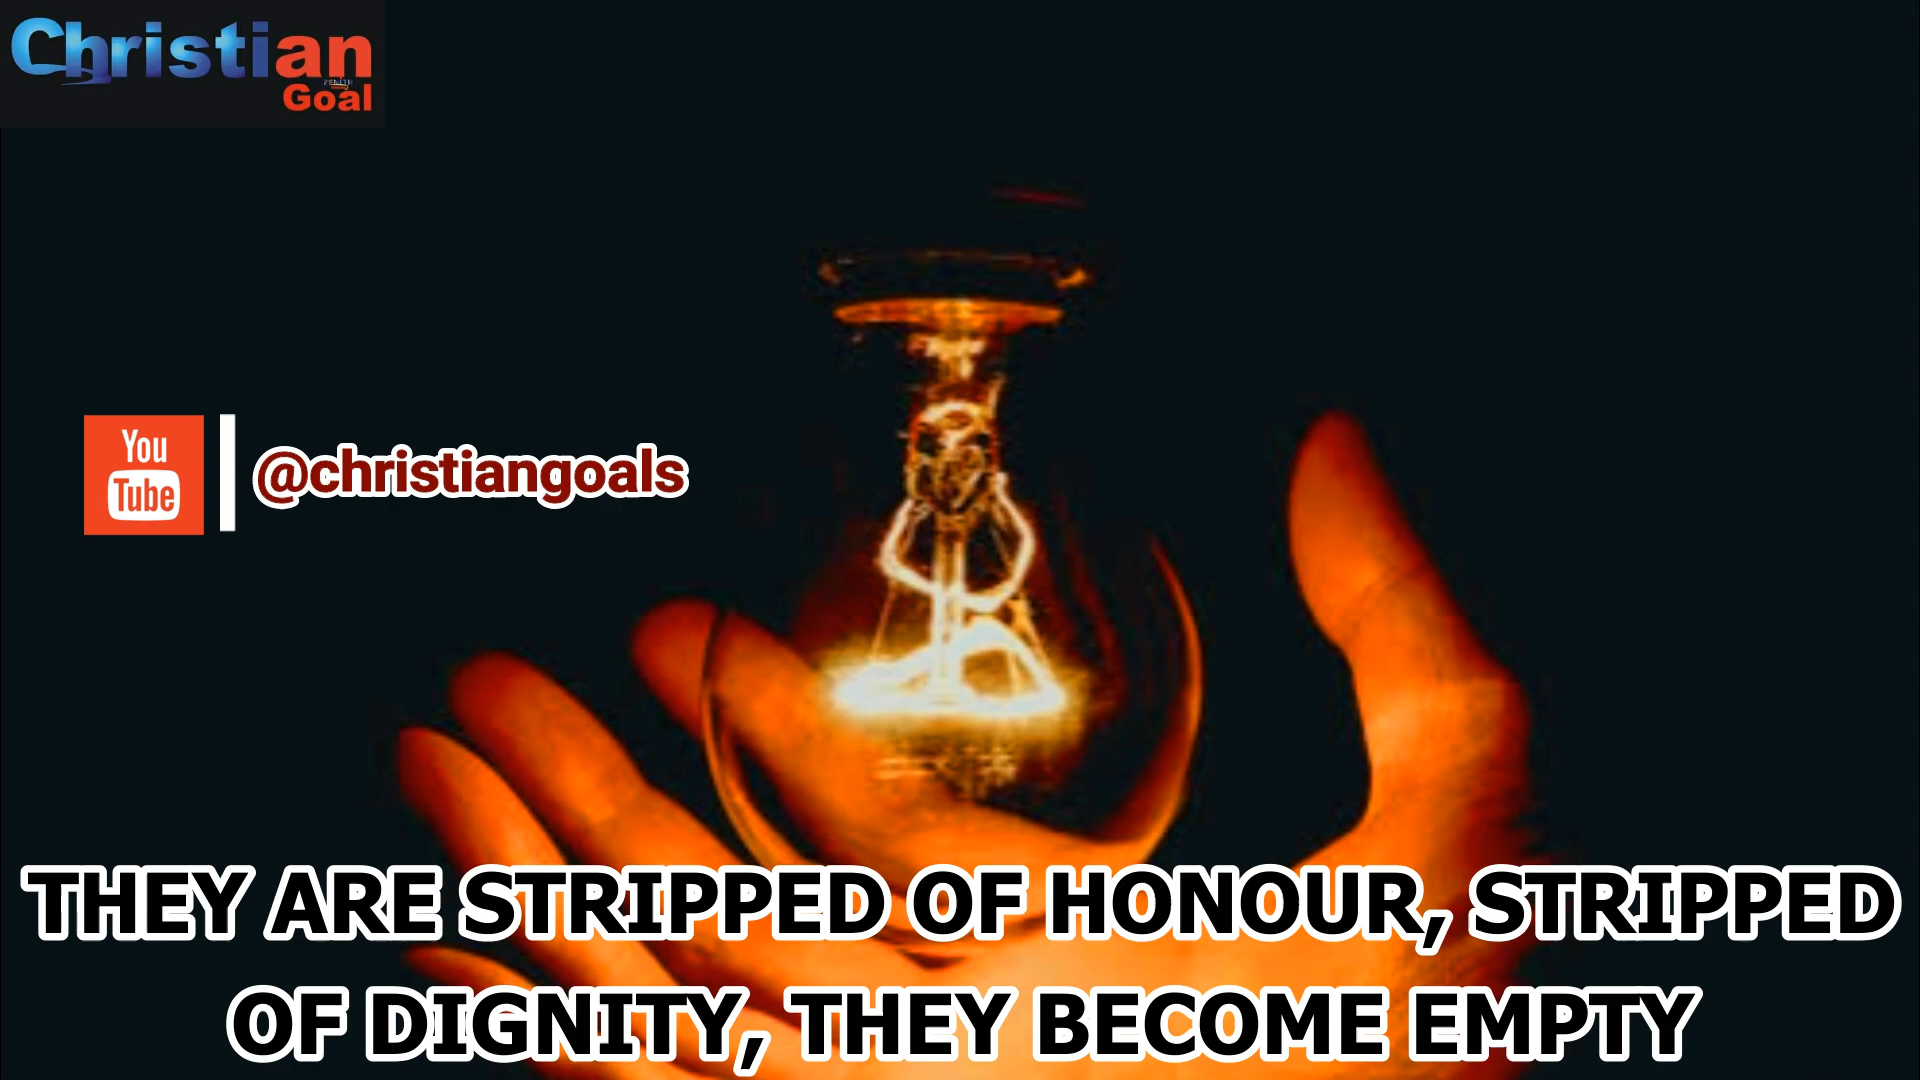 Christian
Goal
You
Tube
@christiangoals
THEY ARE STRIPPED OF HONOUR, STRIPPED
OF DIGNITY, THEY BECOME EMPTY